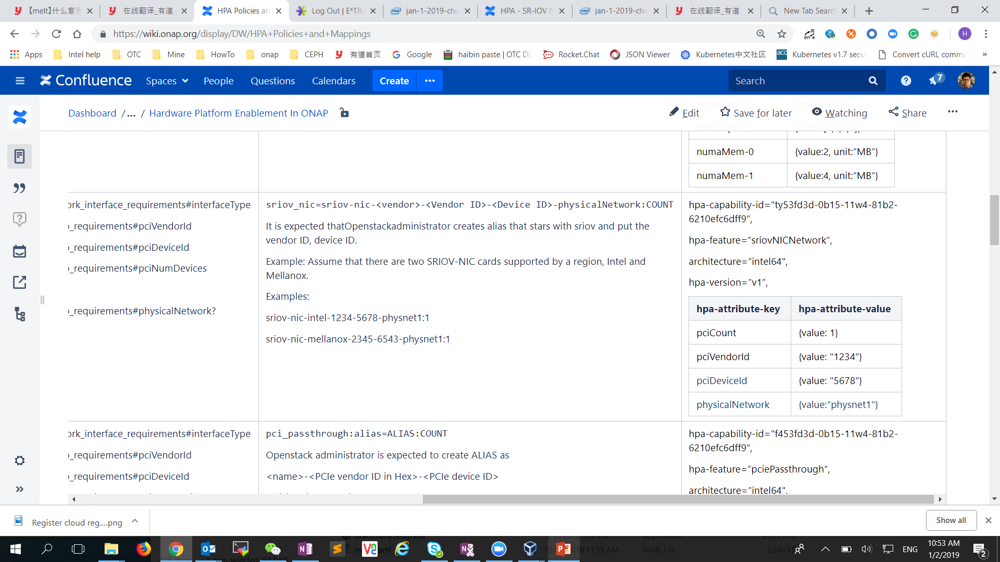 【melt】什么意思
在线翻译_有道
HPA Policies an
Log Out | E*TRA
jan-1-2019-chi
HPA - SR-IOV N
jan-1-2019-chi
在线翻译_有道
New Tab Search
https://wiki.onap.org/display/DW/HPA+Policies+and+Mappings
H
Apps
Intel help
OTC
Mine
HowTo
onap
CEPH
有道首页
Google
haibin paste | OTC DC
Rocket.Chat
JSON Viewer
Kubernetes中文社区
Kubernetes v1.7 secu
Convert cURL comma
Confluence
Spaces
People
Questions
Calendars
Create
Search
7
Dashboard / ... / Hardware Platform Enablement In ONAP
Edit
Save for later
Watching
Share
numaMem-0
{value:2, unit:"MB"}
numaMem-1
{value:4, unit:"MB"}
ork_interface_requirements#interfaceType
_requirements#pciVendorId
_requirements#pciDeviceId
_requirements#pciNumDevices
_requirements#physicalNetwork?
sriov_nic=sriov-nic-<vendor>-<Vendor ID>-<Device ID>-physicalNetwork:COUNT
It is expected thatOpenstackadministrator creates alias that stars with sriov and put the
vendor ID, device ID.
Example: Assume that there are two SRIOV-NIC cards supported by a region, Intel and
Mellanox.
Examples:
sriov-nic-intel-1234-5678-physnet1:1
sriov-nic-mellanox-2345-6543-physnet1:1
hpa-capability-id="ty53fd3d-0b15-11w4-81b2-
6210efc6dff9",
hpa-feature="sriovNICNetwork",
architecture="intel64",
hpa-version="v1",
hpa-attribute-key
hpa-attribute-value
pciCount
{value: 1}
pciVendorId
{value: "1234"}
pciDeviceId
{value: "5678"}
physicalNetwork
{value:"physnet1"}
ork_interface_requirements#interfaceType
_requirements#pciVendorId
_requirements#pciDeviceId
pci_passthrough:alias=ALIAS:COUNT
Openstack administrator is expected to create ALIAS as
<name>-<PCIe vendor ID in Hex>-<PCIe device ID>
hpa-capability-id="f453fd3d-0b15-11w4-81b2-
6210efc6dff9",
hpa-feature="pciePassthrough",
architecture="intel64",
Register cloud reg....png
Show all
ENG
10:53 AM
1/2/2019
2